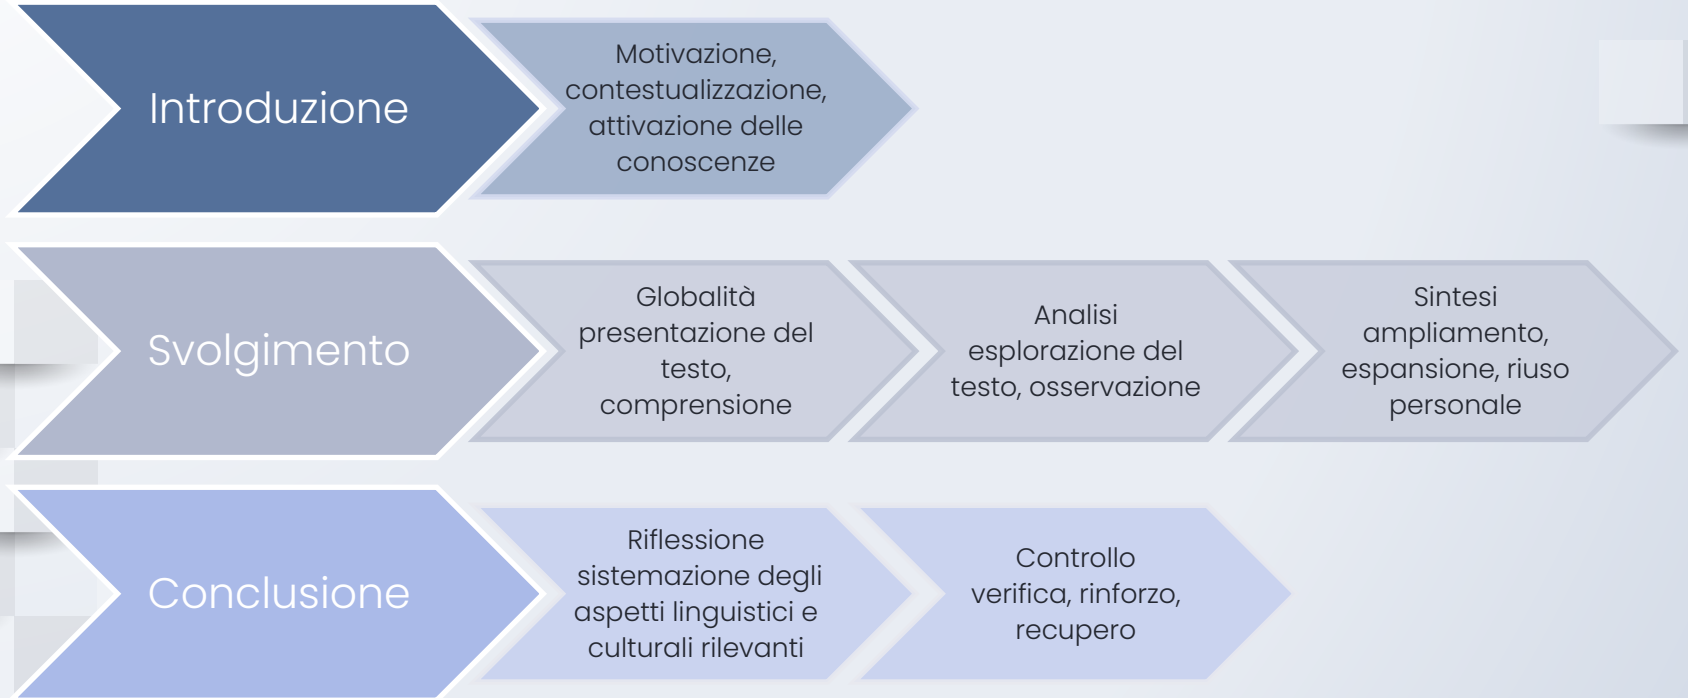 Introduzione
Motivazione,
contestualizzazione,
attivazione delle
conoscenze
Svolgimento
Globalità
presentazione del
testo,
comprensione
Analisi
esplorazione del
testo, osservazione
Sintesi
ampliamento,
espansione, riuso
personale
Conclusione
Riflessione
sistemazione degli
aspetti linguistici e
culturali rilevanti
Controllo
verifica, rinforzo,
recupero